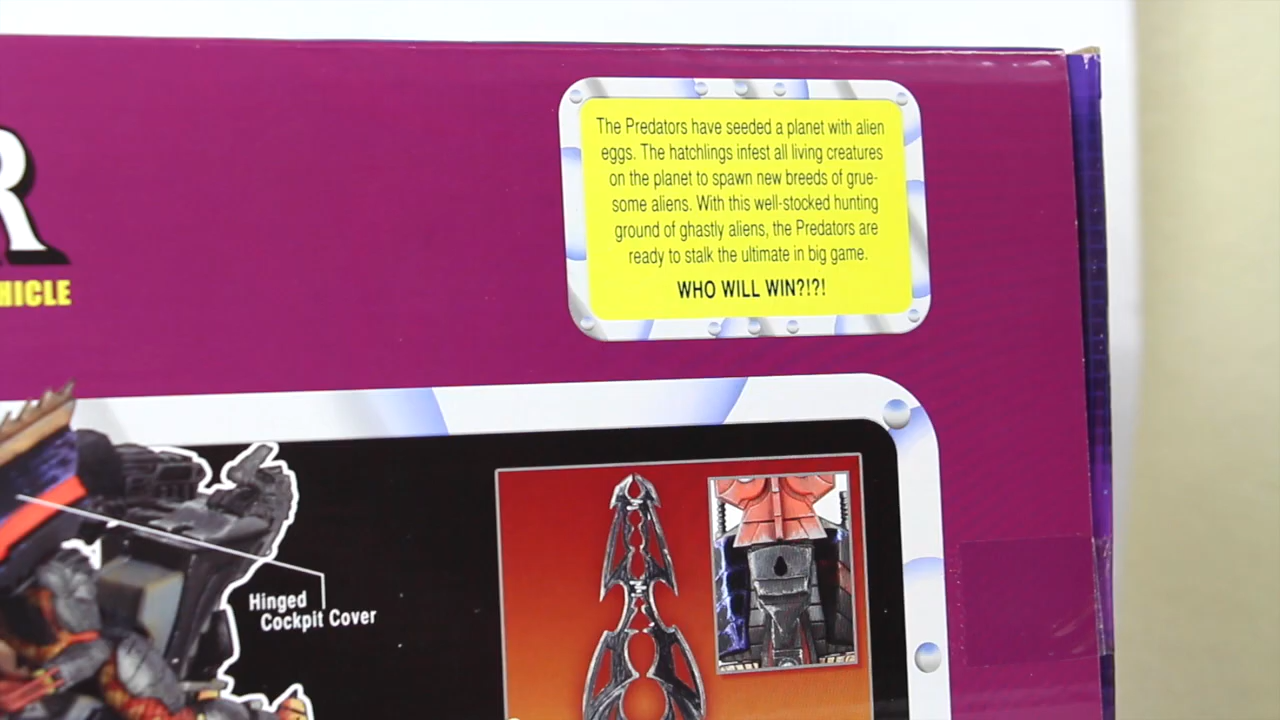 The Predators have seeded a planet with alien
eggs. The hatchlings infest all living creatures
on the planet to spawn new breeds of grue-
some aliens. With this well-stocked hunting
ground of ghastly aliens, the Predators are
ready to stalk the ultimate in big game.
WHO WILL WIN?!?!
R
HICLE
Hinged
Cockpit Cover